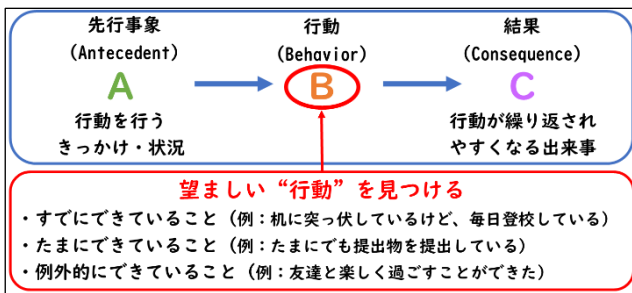 先行事象 行動 結果
(Antecedent) (Behavior) (Consequence)
A B C
行動を行う 行動が繰り返され
きっかけ・状況 やすくなる出来事
望ましい“行動”を見つける
・すでにできていること（例：机に突っ伏しているけど、毎日登校している）
・たまにできていること（例：たまにでも提出物を提出している）
・例外的にできていること（例：友達と楽しく過ごすことができた）